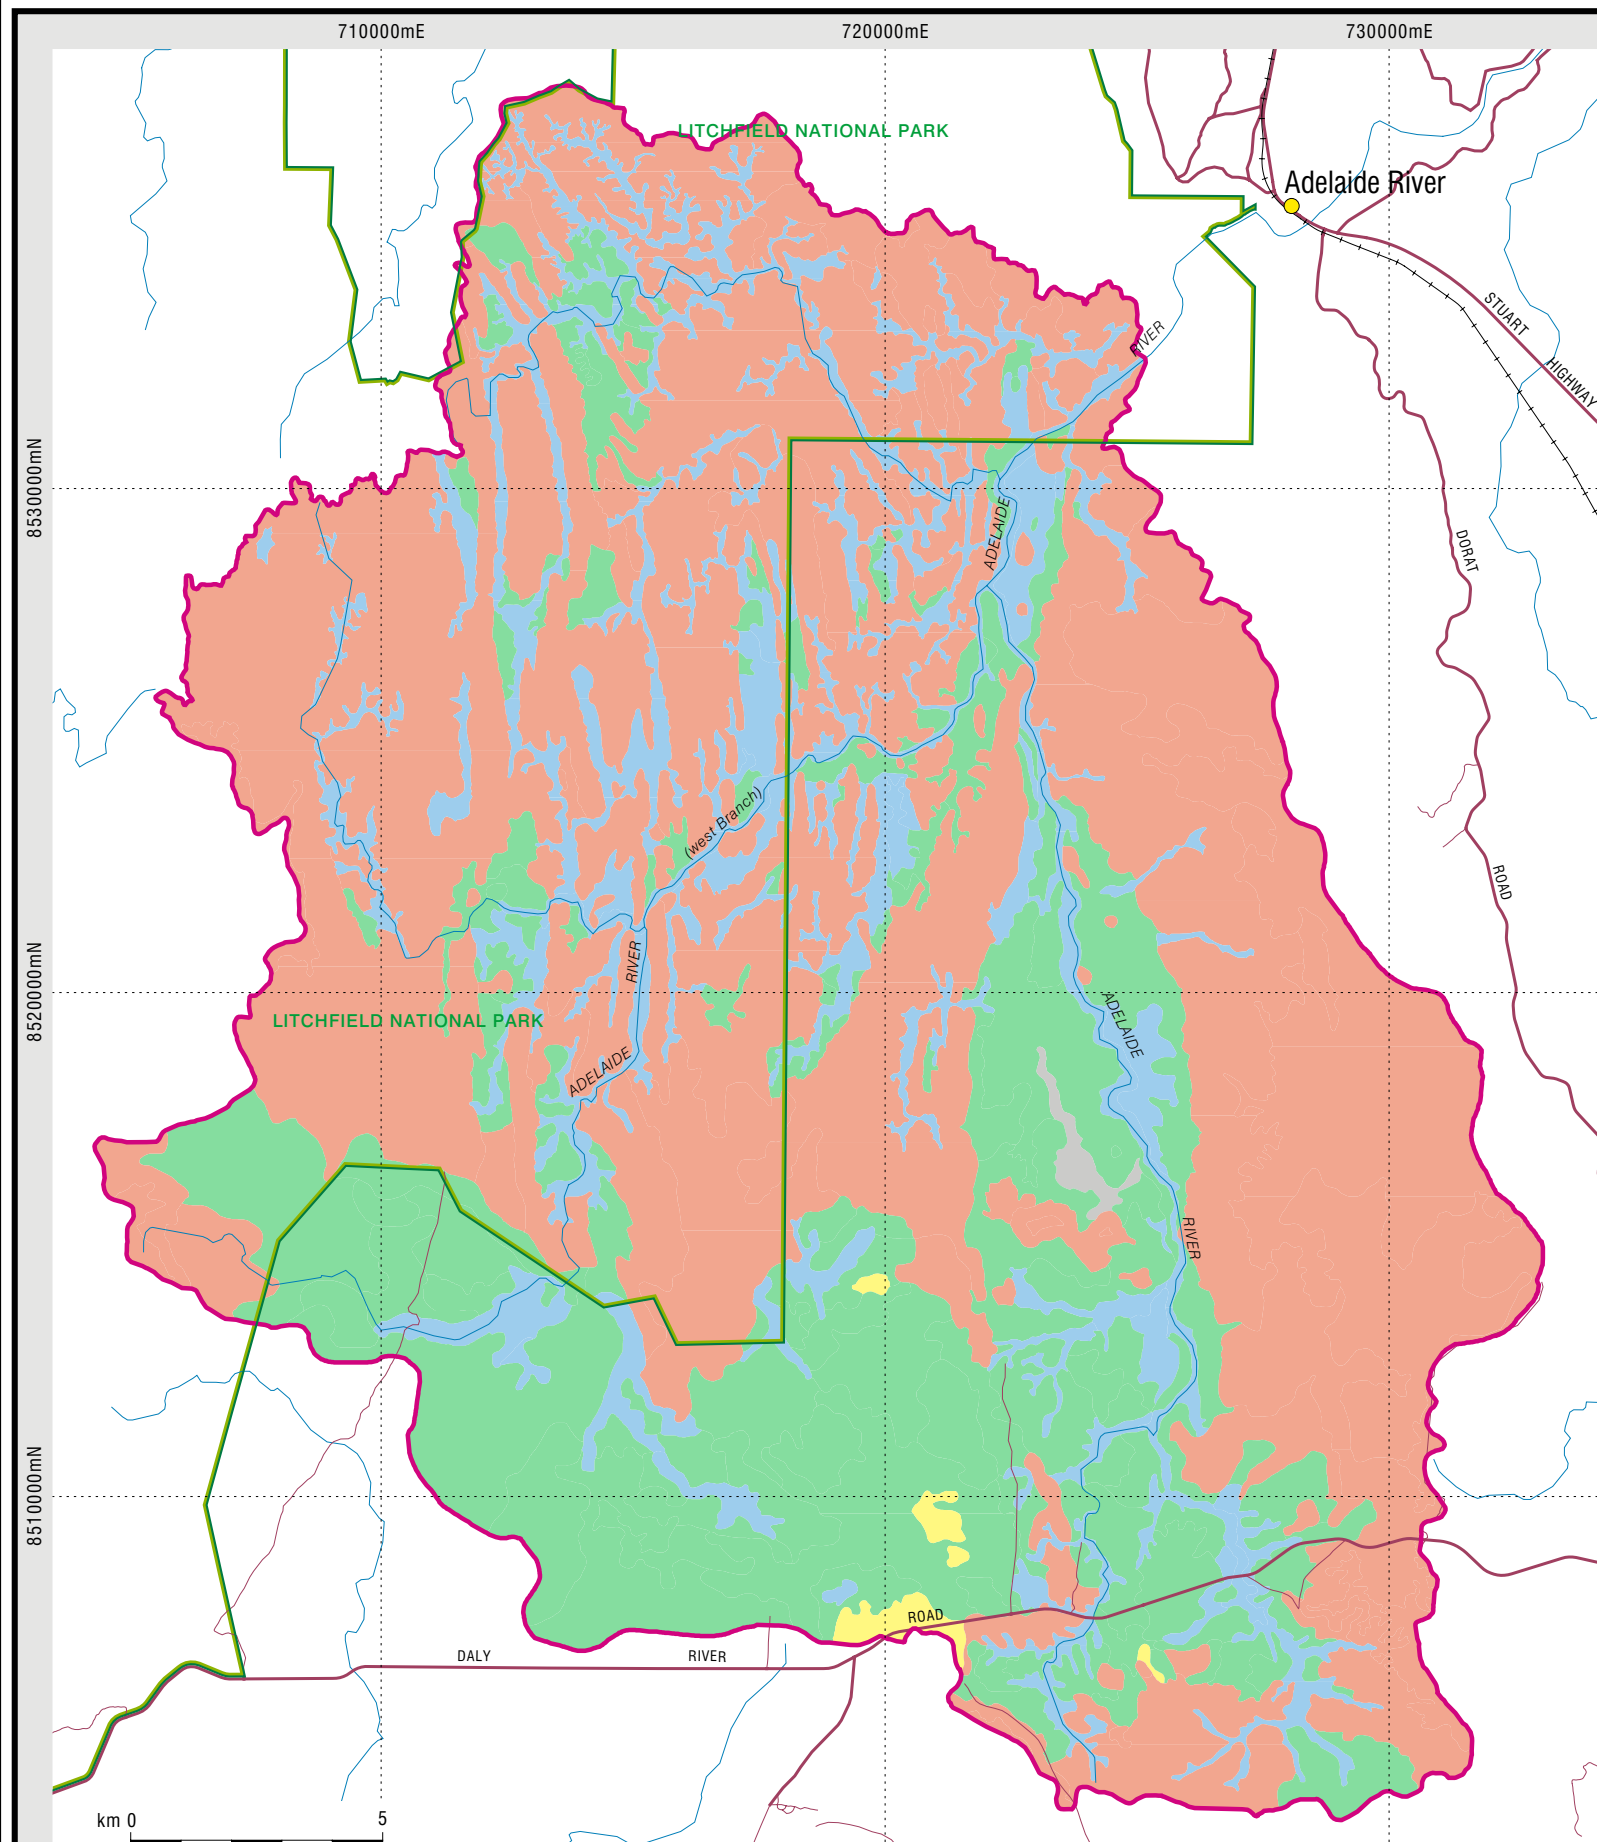 710000mE
720000mE
730000mE
LITCHFIELD NATIONAL PARK
Adelaide River
STUART
HIGHWAY
RIVER
8530000mN
ADELAIDE
DORAT
(west Branch)
ROAD
RIVER
8520000mN
LITCHFIELD NATIONAL PARK
ADELAIDE
ADELAIDE
RIVER
8510000mN
ROAD
DALY
RIVER
km 0
5